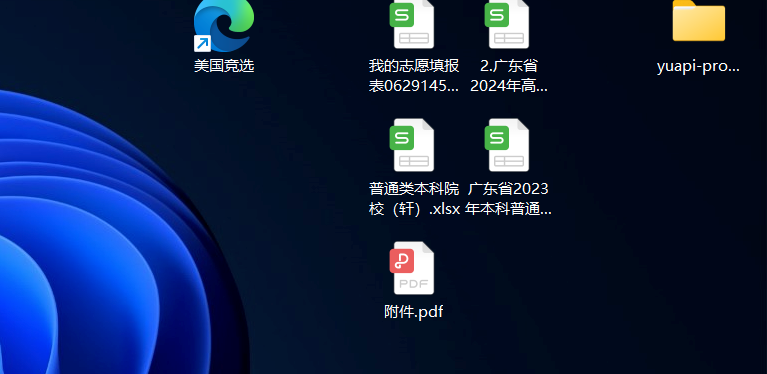 美国竞选
我的志愿填报
表0629145...
2.广东省
2024年高...
yuapi-pro...
普通类本科院
校（轩）.xlsx
广东省2023
年本科普通...
PDF
附件.pdf